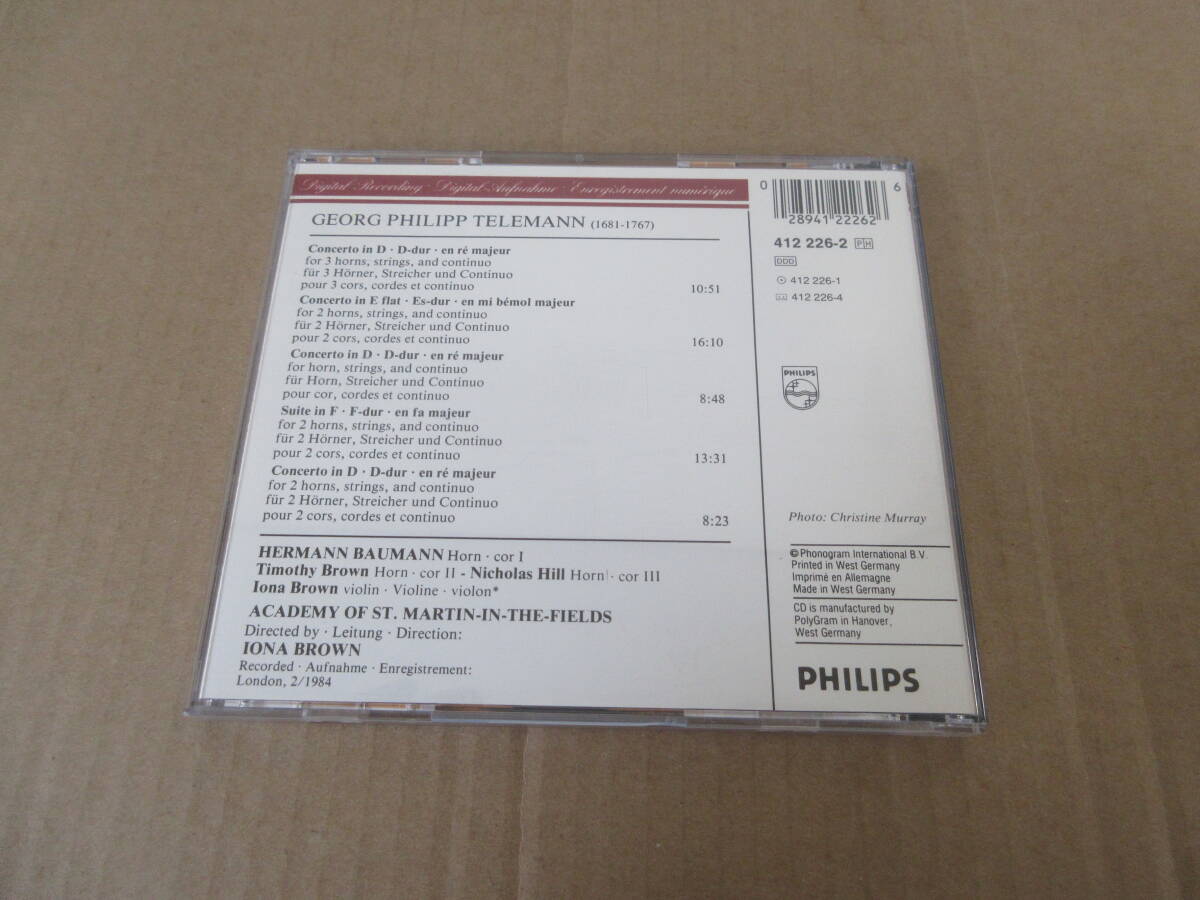 Digital Recording · Digital-Aufnahme · Enregistrement numérique
GEORG PHILIPP TELEMANN (1681-1767)
Concerto in D · D-dur · en ré majeur
for 3 horns, strings, and continuo
für 3 Hörner, Streicher und Continuo
pour 3 cors, cordes et continuo 10:51
Concerto in E flat · Es-dur · en mi bémol majeur
for 2 horns, strings, and continuo
für 2 Hörner, Streicher und Continuo
pour 2 cors, cordes et continuo 16:10
Concerto in D · D-dur · en ré majeur
for horn, strings, and continuo
für Horn, Streicher und Continuo
pour cor, cordes et continuo 8:48
Suite in F · F-dur · en fa majeur
for 2 horns, strings, and continuo
für 2 Hörner, Streicher und Continuo
pour 2 cors, cordes et continuo 13:31
Concerto in D · D-dur · en ré majeur
for 2 horns, strings, and continuo
für 2 Hörner, Streicher und Continuo
pour 2 cors, cordes et continuo 8:23
HERMANN BAUMANN Horn · cor I
Timothy Brown Horn · cor II - Nicholas Hill Horn · cor III
Iona Brown violin · Violine · violon*
ACADEMY OF ST. MARTIN-IN-THE-FIELDS
Directed by · Leitung · Direction:
IONA BROWN
Recorded · Aufnahme · Enregistrement:
London, 2/1984
0 28941 22262 6
412 226-2 PH
DDD
412 226-1
412 226-4
PHILIPS
Photo: Christine Murray
© Phonogram International B.V.
Printed in West Germany
Imprimé en Allemagne
Made in West Germany
CD is manufactured by
PolyGram in Hanover,
West Germany
PHILIPS